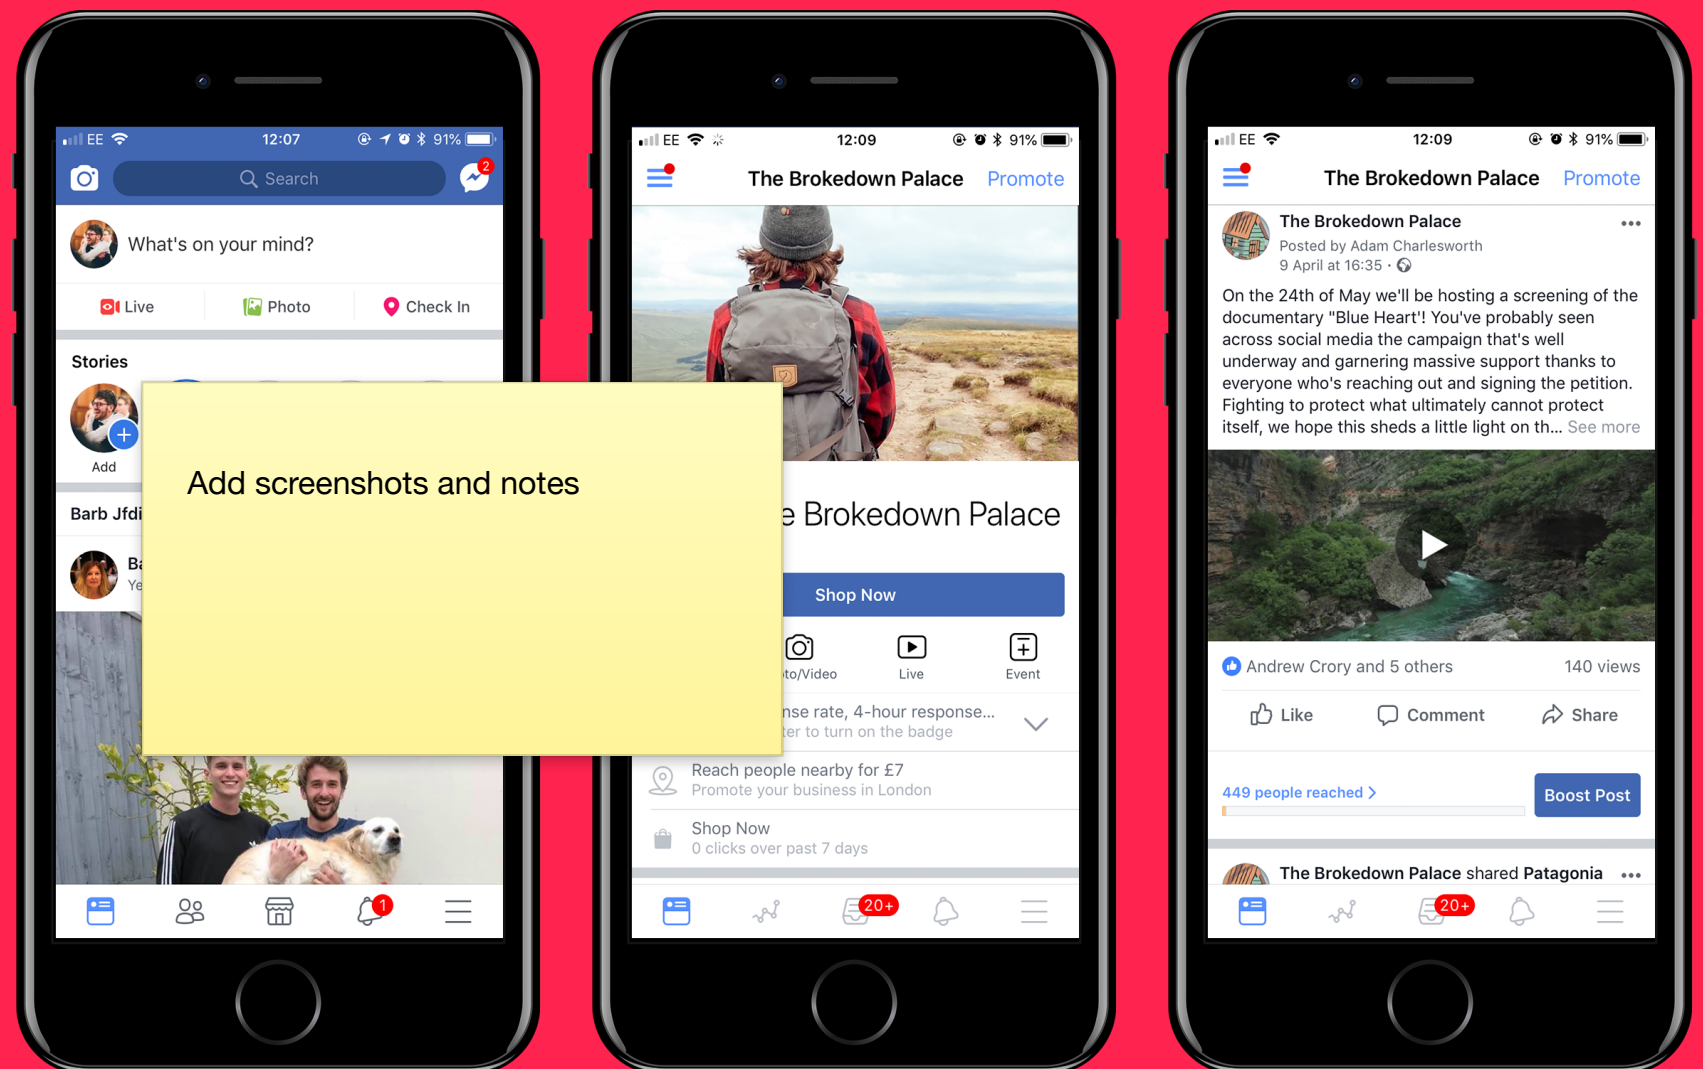 EE 12:07 91%
Search 2
What's on your mind?
Live Photo Check In
Stories
Add
Barb Jfdi
1
Add screenshots and notes
EE 12:09 91%
The Brokedown Palace Promote
Brokedown Palace
Shop Now
Live Event
rate, 4-hour response...
to turn on the badge
Reach people nearby for £7
Promote your business in London
Shop Now
0 clicks over past 7 days
20+
EE 12:09 91%
The Brokedown Palace Promote
The Brokedown Palace
Posted by Adam Charlesworth
9 April at 16:35 ·
On the 24th of May we'll be hosting a screening of the
documentary "Blue Heart'! You've probably seen
across social media the campaign that's well
underway and garnering massive support thanks to
everyone who's reaching out and signing the petition.
Fighting to protect what ultimately cannot protect
itself, we hope this sheds a little light on th... See more
Andrew Crory and 5 others 140 views
Like Comment Share
449 people reached
Boost Post
The Brokedown Palace shared Patagonia
20+